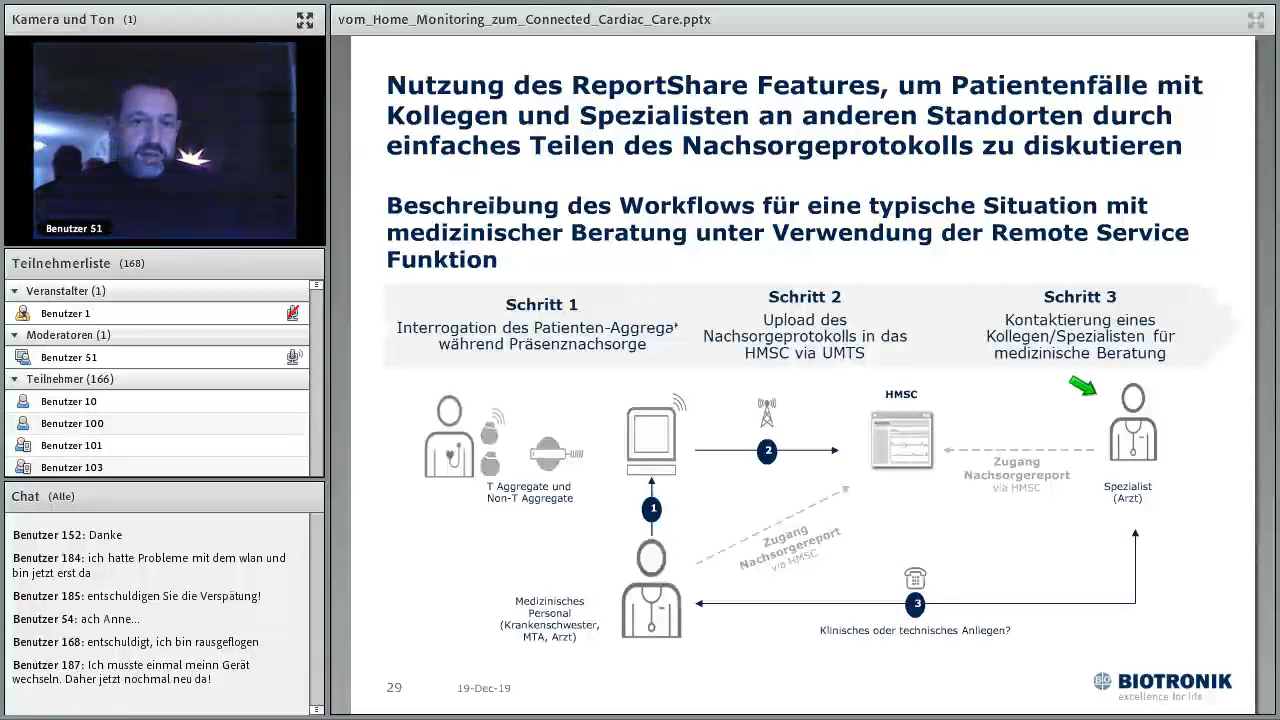 Kamera und Ton (1)
Benutzer 51
Teilnehmerliste (168)
Veranstalter (1)
Benutzer 1
Moderatoren (1)
Benutzer 51
Teilnehmer (166)
Benutzer 10
Benutzer 100
Benutzer 101
Benutzer 103
Chat (Alle)
Benutzer 152: Danke
Benutzer 184: ich hatte Probleme mit dem wlan und
bin jetzt erst da
Benutzer 185: entschuldigen Sie die Verspätung!
Benutzer 54: ach Anne...
Benutzer 168: entschuldigt, ich bin rausgeflogen
Benutzer 187: Ich musste einmal meinn Gerät
wechseln. Daher jetzt nochmal neu da!
vom_Home_Monitoring_zum_Connected_Cardiac_Care.pptx
Nutzung des ReportShare Features, um Patientenfälle mit
Kollegen und Spezialisten an anderen Standorten durch
einfaches Teilen des Nachsorgeprotokolls zu diskutieren
Beschreibung des Workflows für eine typische Situation mit
medizinischer Beratung unter Verwendung der Remote Service
Funktion
Schritt 1
Interrogation des Patienten-Aggrega
während Präsenznachsorge
Schritt 2
Upload des
Nachsorgeprotokolls in das
HMSC via UMTS
Schritt 3
Kontaktierung eines
Kollegen/Spezialisten für
medizinische Beratung
HMSC
2
Zugang
Nachsorgereport
via HMSC
T Aggregate und
Non-T Aggregate
Spezialist
(Arzt)
1
Zugang
Nachsorgereport
via HMSC
Medizinisches
Personal
(Krankenschwester,
MTA, Arzt)
3
Klinisches oder technisches Anliegen?
29
19-Dec-19
BIO
BIOTRONIK
excellence for life